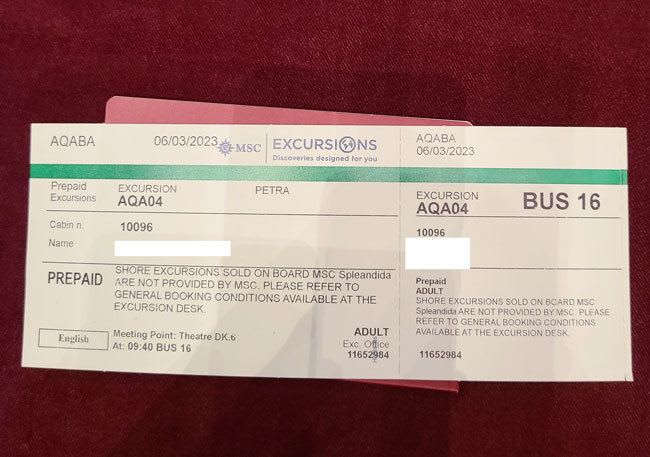 AQABA 06/03/2023 MSC EXCURSIONS
Discoveries designed for you
Prepaid Excursions
EXCURSION
AQA04
PETRA
Cabin n. 10096
Name
PREPAID
SHORE EXCURSIONS SOLD ON BOARD MSC Spleandida
ARE NOT PROVIDED BY MSC. PLEASE REFER TO
GENERAL BOOKING CONDITIONS AVAILABLE AT THE
EXCURSION DESK.
English
Meeting Point: Theatre DK.6
At: 09:40 BUS 16
ADULT
Exc. Office
11652984
AQABA
06/03/2023
EXCURSION
AQA04
BUS 16
10096
Prepaid
ADULT
SHORE EXCURSIONS SOLD ON BOARD MSC
Spleandida ARE NOT PROVIDED BY MSC. PLEASE
REFER TO GENERAL BOOKING CONDITIONS
AVAILABLE AT THE EXCURSION DESK.
11652984